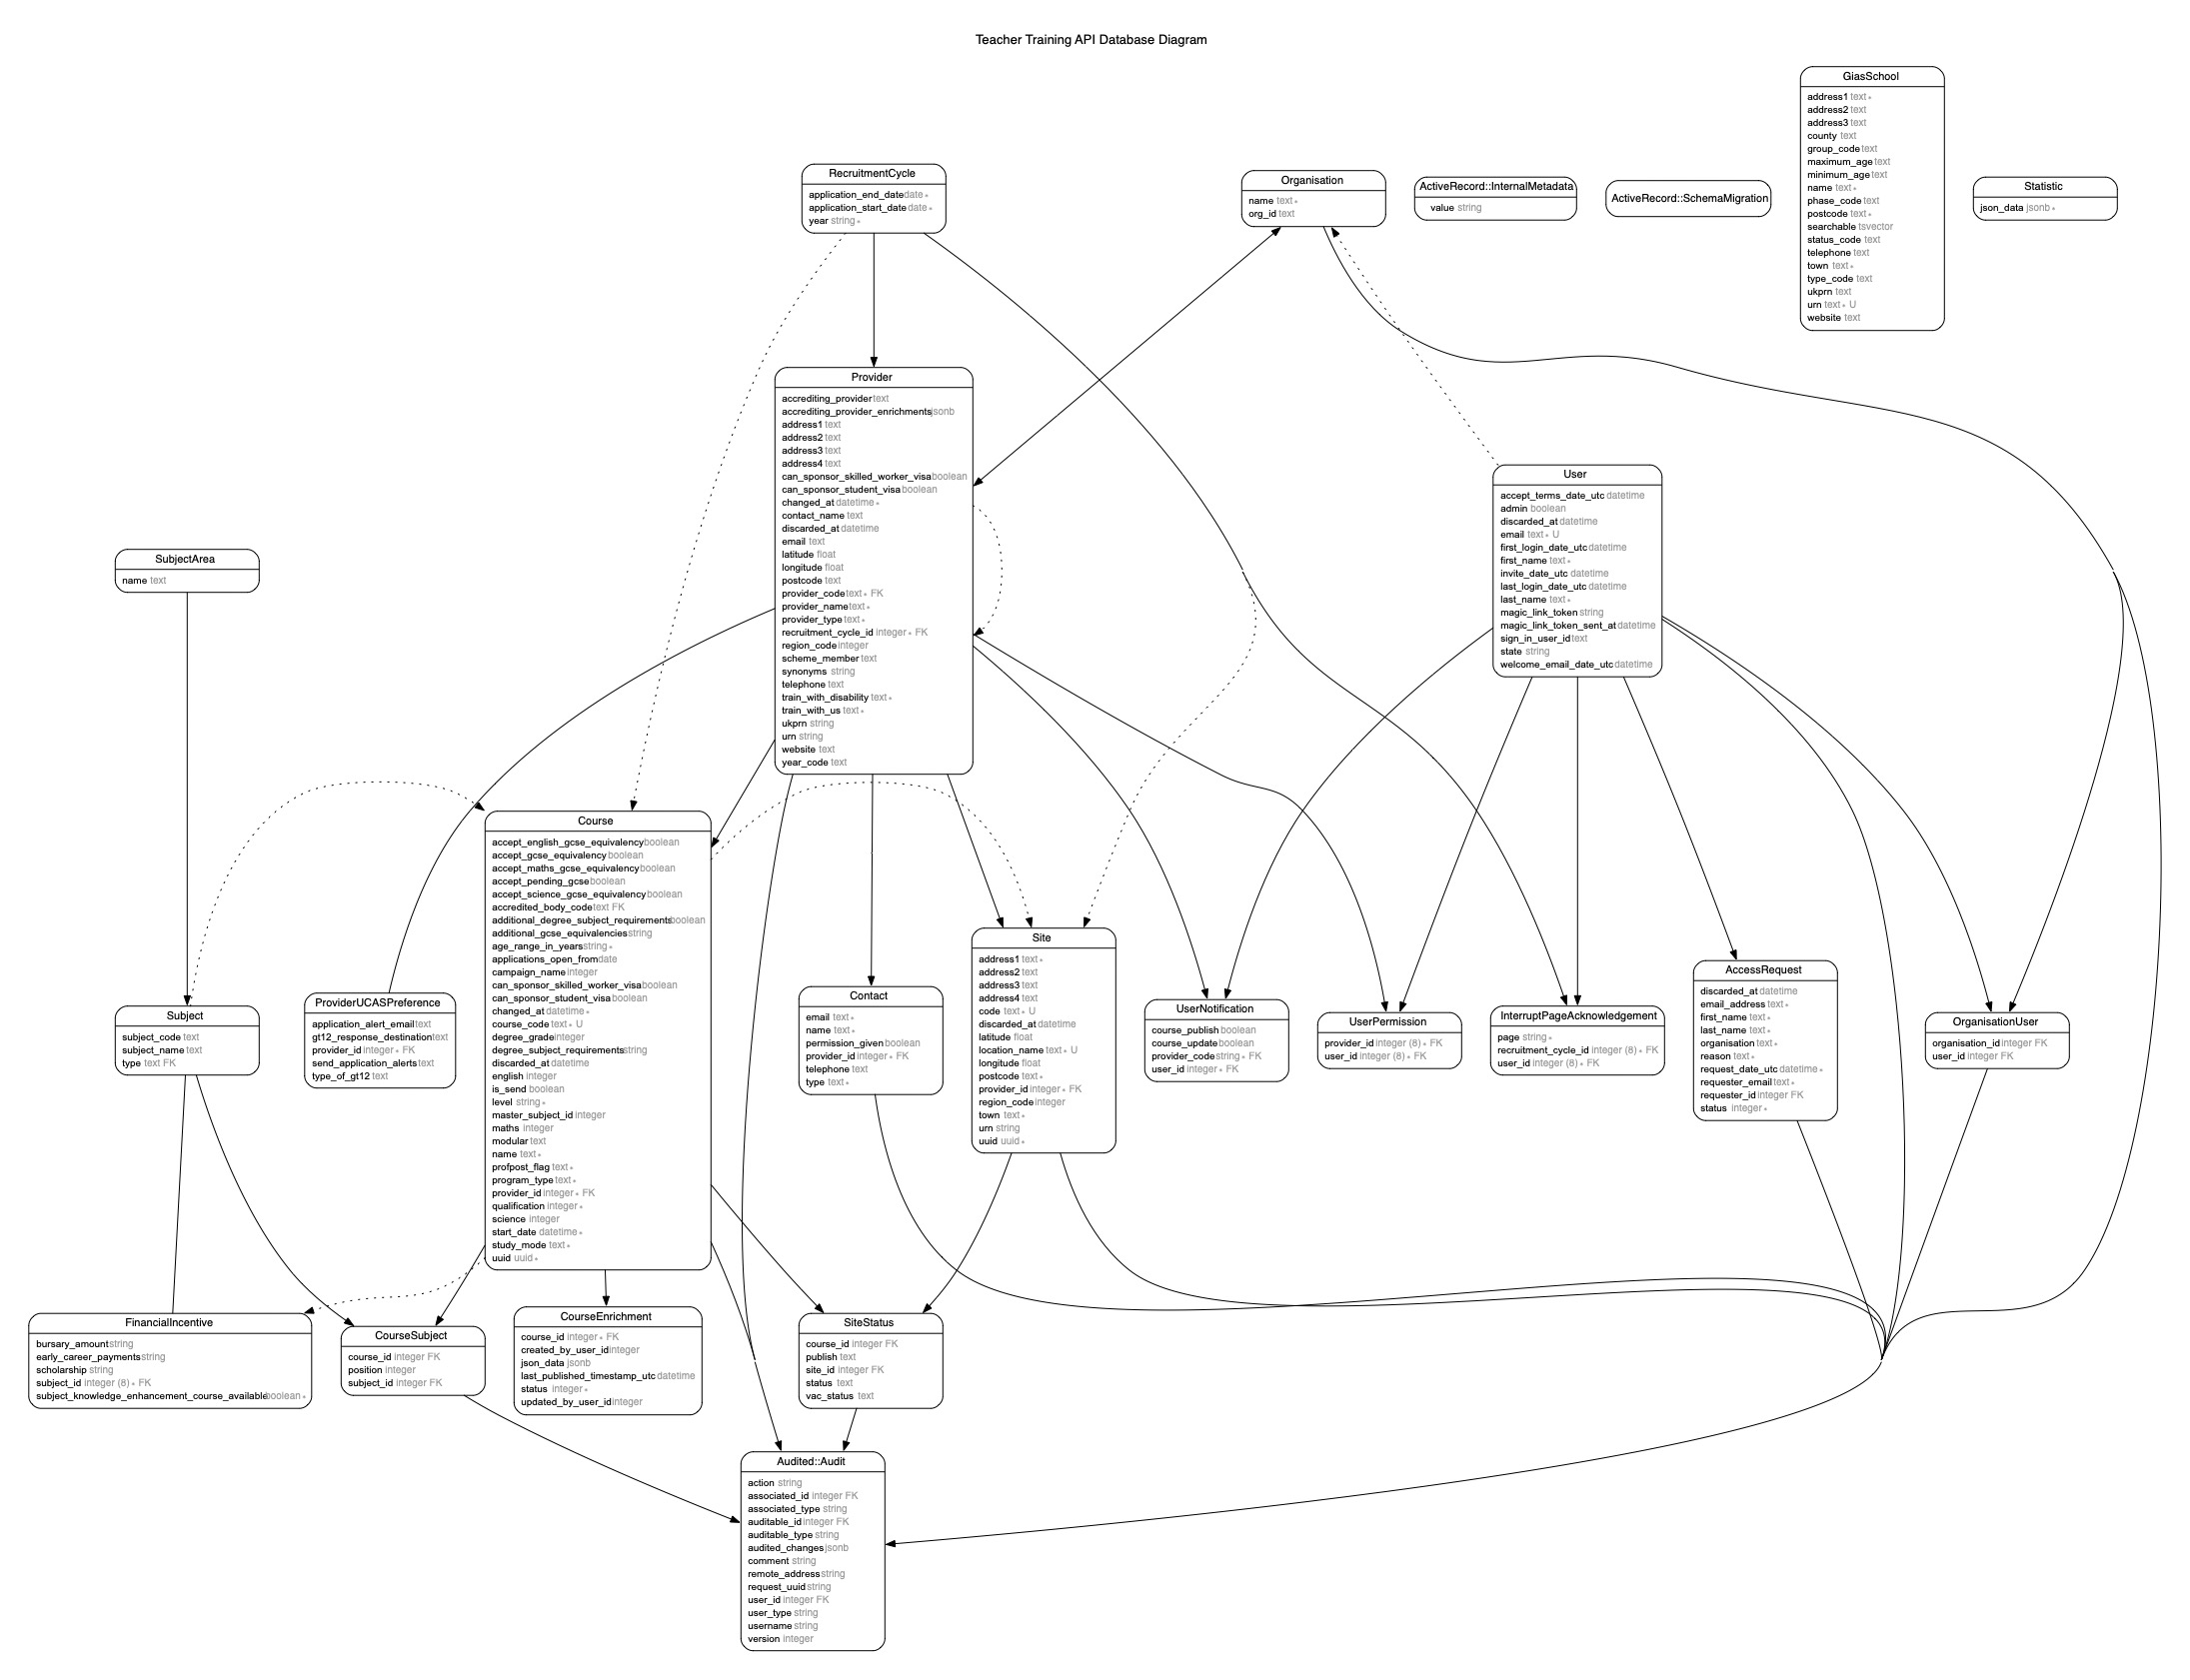 Teacher Training API Database Diagram
GiasSchool
address1 text *
address2 text
address3 text
county text
group_code text
maximum_age text
minimum_age text
name text *
phase_code text
postcode text *
searchable tsvector
status_code text
telephone text
town text *
type_code text
ukprn text
urn text * U
website text
RecruitmentCycle
application_end_date date *
application_start_date date *
year string *
Organisation
name text *
org_id text
ActiveRecord::InternalMetadata
value string
ActiveRecord::SchemaMigration
Statistic
json_data jsonb *
Provider
accrediting_provider text
accrediting_provider_enrichments jsonb
address1 text
address2 text
address3 text
address4 text
can_sponsor_skilled_worker_visa boolean
can_sponsor_student_visa boolean
changed_at datetime *
contact_name text
discarded_at datetime
email text
latitude float
longitude float
postcode text
provider_code text * FK
provider_name text *
provider_type text *
recruitment_cycle_id integer * FK
region_code integer
scheme_member text
synonyms string
telephone text
train_with_disability text *
train_with_us text *
ukprn string
urn string
website text
year_code text
User
accept_terms_date_utc datetime
admin boolean
discarded_at datetime
email text * U
first_login_date_utc datetime
first_name text *
invite_date_utc datetime
last_login_date_utc datetime
last_name text *
magic_link_token string
magic_link_token_sent_at datetime
sign_in_user_id text
state string
welcome_email_date_utc datetime
SubjectArea
name text
Course
accept_english_gcse_equivalency boolean
accept_gcse_equivalency boolean
accept_maths_gcse_equivalency boolean
accept_pending_gcse boolean
accept_science_gcse_equivalency boolean
accredited_body_code text FK
additional_degree_subject_requirements boolean
additional_gcse_equivalencies string
age_range_in_years string *
applications_open_from date
campaign_name integer
can_sponsor_skilled_worker_visa boolean
can_sponsor_student_visa boolean
changed_at datetime *
course_code text * U
degree_grade integer
degree_subject_requirements string
discarded_at datetime
english integer
is_send boolean
level string *
master_subject_id integer
maths integer
modular text
name text *
profpost_flag text *
program_type text *
provider_id integer * FK
qualification integer *
science integer
start_date datetime *
study_mode text *
uuid uuid *
Subject
subject_code text
subject_name text
type text FK
ProviderUCASPreference
application_alert_email text
gt12_response_destination text
provider_id integer * FK
send_application_alerts text
type_of_gt12 text
Contact
email text *
name text *
permission_given boolean
provider_id integer * FK
telephone text
type text *
Site
address1 text *
address2 text
address3 text
address4 text
code text * U
discarded_at datetime
latitude float
location_name text * U
longitude float
postcode text *
provider_id integer * FK
region_code integer
town text *
urn string
uuid uuid *
UserNotification
course_publish boolean
course_update boolean
provider_code string * FK
user_id integer * FK
UserPermission
provider_id integer (8) * FK
user_id integer (8) * FK
InterruptPageAcknowledgement
page string *
recruitment_cycle_id integer (8) * FK
user_id integer (8) * FK
AccessRequest
discarded_at datetime
email_address text *
first_name text *
last_name text *
organisation text *
reason text *
request_date_utc datetime *
requester_email text *
requester_id integer FK
status integer *
OrganisationUser
organisation_id integer FK
user_id integer FK
FinancialIncentive
bursary_amount string
early_career_payments string
scholarship string
subject_id integer (8) * FK
subject_knowledge_enhancement_course_available boolean *
CourseSubject
course_id integer FK
position integer
subject_id integer FK
CourseEnrichment
course_id integer * FK
created_by_user_id integer
json_data jsonb
last_published_timestamp_utc datetime
status integer *
updated_by_user_id integer
SiteStatus
course_id integer FK
publish text
site_id integer FK
status text
vac_status text
Audited::Audit
action string
associated_id integer FK
associated_type string
auditable_id integer FK
auditable_type string
audited_changes jsonb
comment string
remote_address string
request_uuid string
user_id integer FK
user_type string
username string
version integer